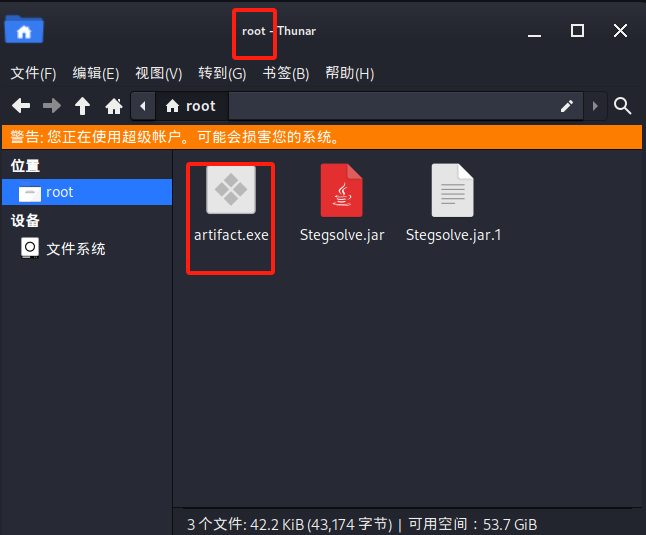 root - Thunar
文件(F) 编辑(E) 视图(V) 转到(G) 书签(B) 帮助(H)
root
警告: 您正在使用超级帐户。可能会损害您的系统。
位置
root
设备
文件系统
artifact.exe Stegsolve.jar Stegsolve.jar.1
3 个文件: 42.2 KiB (43,174 字节) | 可用空间：53.7 GiB